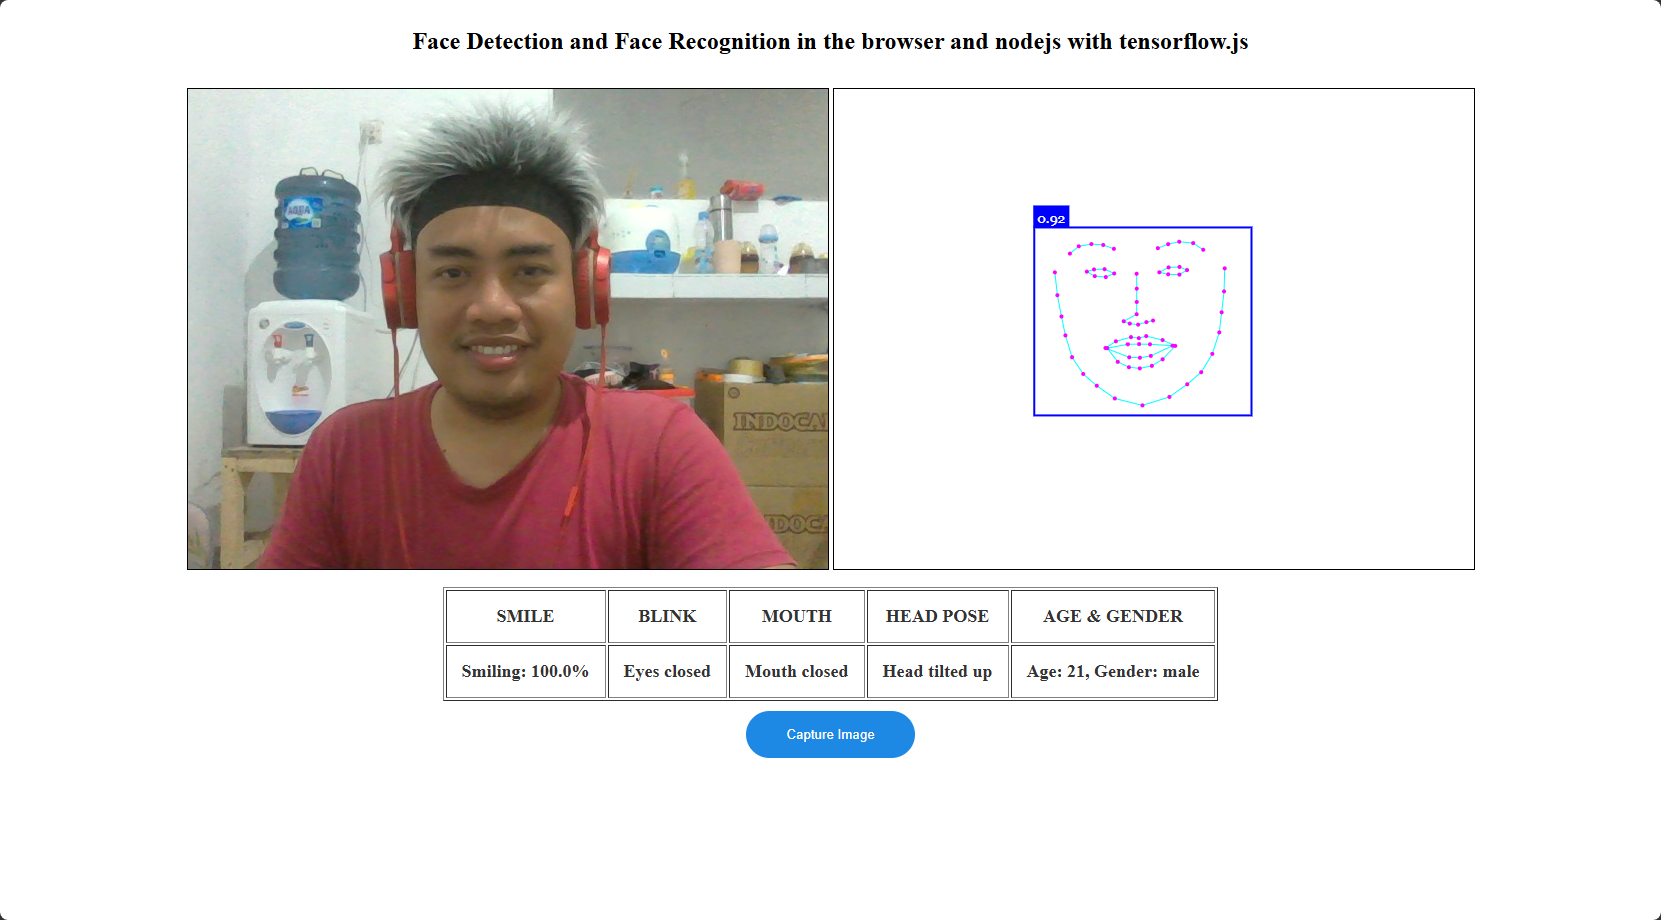 Face Detection and Face Recognition in the browser and nodejs with tensorflow.js
AQUA
INDOCA
DOCA
0.92
SMILE BLINK MOUTH HEAD POSE AGE & GENDER
Smiling: 100.0% Eyes closed Mouth closed Head tilted up Age: 21, Gender: male
Capture Image